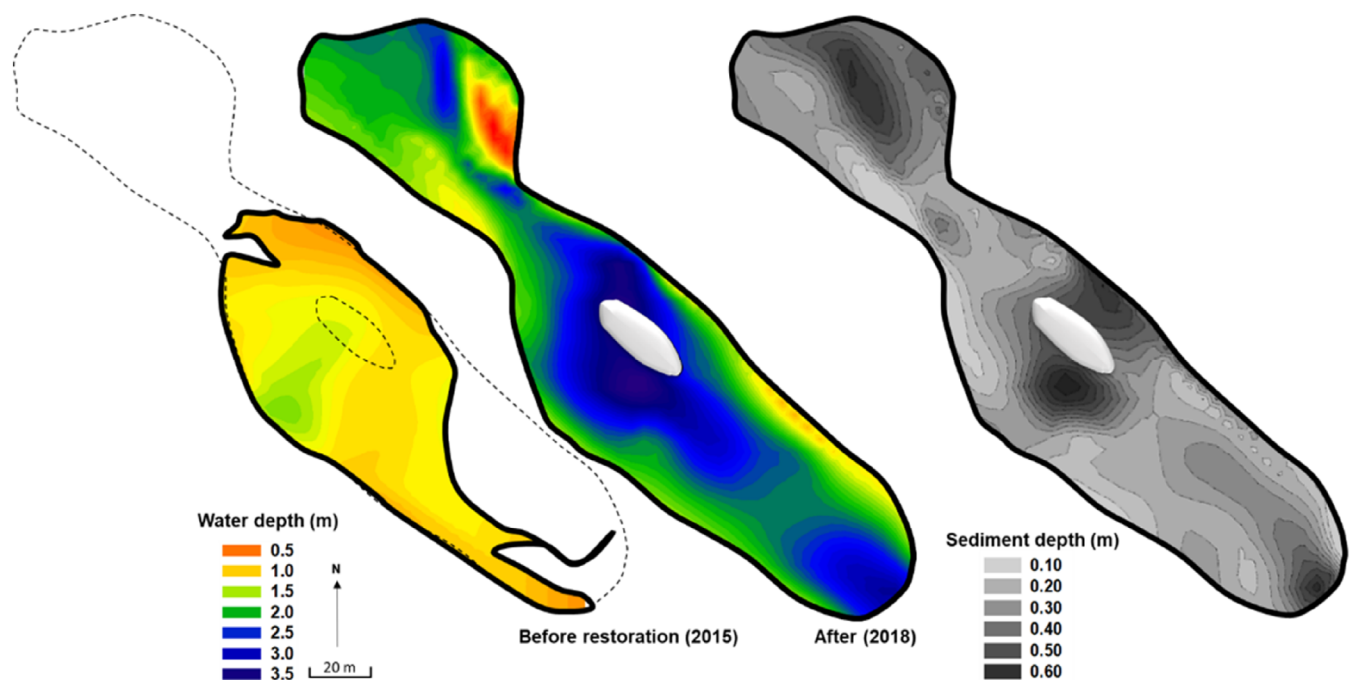 Water depth (m)
0.5
1.0
1.5
2.0
2.5
3.0
3.5
N
20 m
Before restoration (2015)
After (2018)
Sediment depth (m)
0.10
0.20
0.30
0.40
0.50
0.60